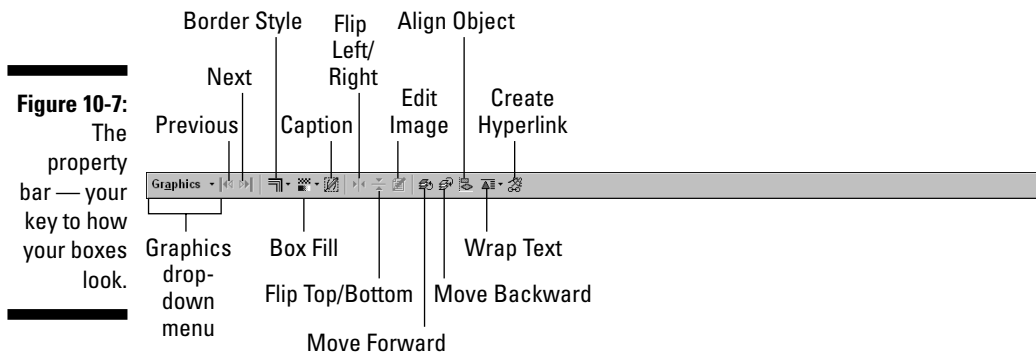 Border Style
Flip
Left/
Right
Align Object
Next
Edit
Image
Create
Hyperlink
Figure 10-7:
The
property
bar — your
key to how
your boxes
look.
Previous
Caption
Graphics
Graphics
drop-
down
menu
Box Fill
Wrap Text
Flip Top/Bottom
Move Backward
Move Forward